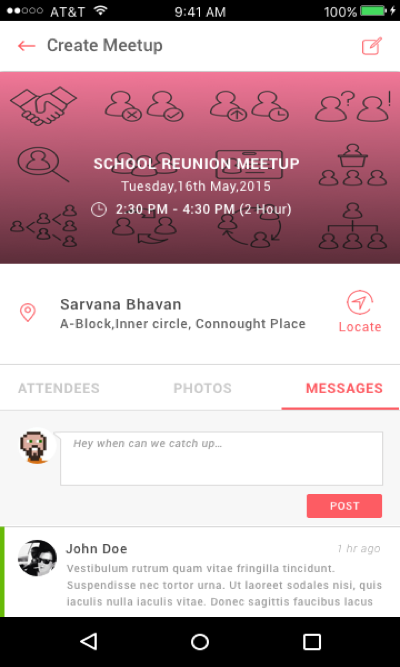 AT&T 9:41 AM 100%
Create Meetup
SCHOOL REUNION MEETUP
Tuesday,16th May,2015
2:30 PM - 4:30 PM (2 Hour)
Sarvana Bhavan
A-Block,Inner circle, Connought Place
Locate
ATTENDEES PHOTOS MESSAGES
Hey when can we catch up...
POST
John Doe 1 hr ago
Vestibulum rutrum quam vitae fringilla tincidunt.
Suspendisse nec tortor urna. Ut laoreet sodales nisi, quis
iaculis nulla iaculis vitae. Donec sagittis faucibus lacus